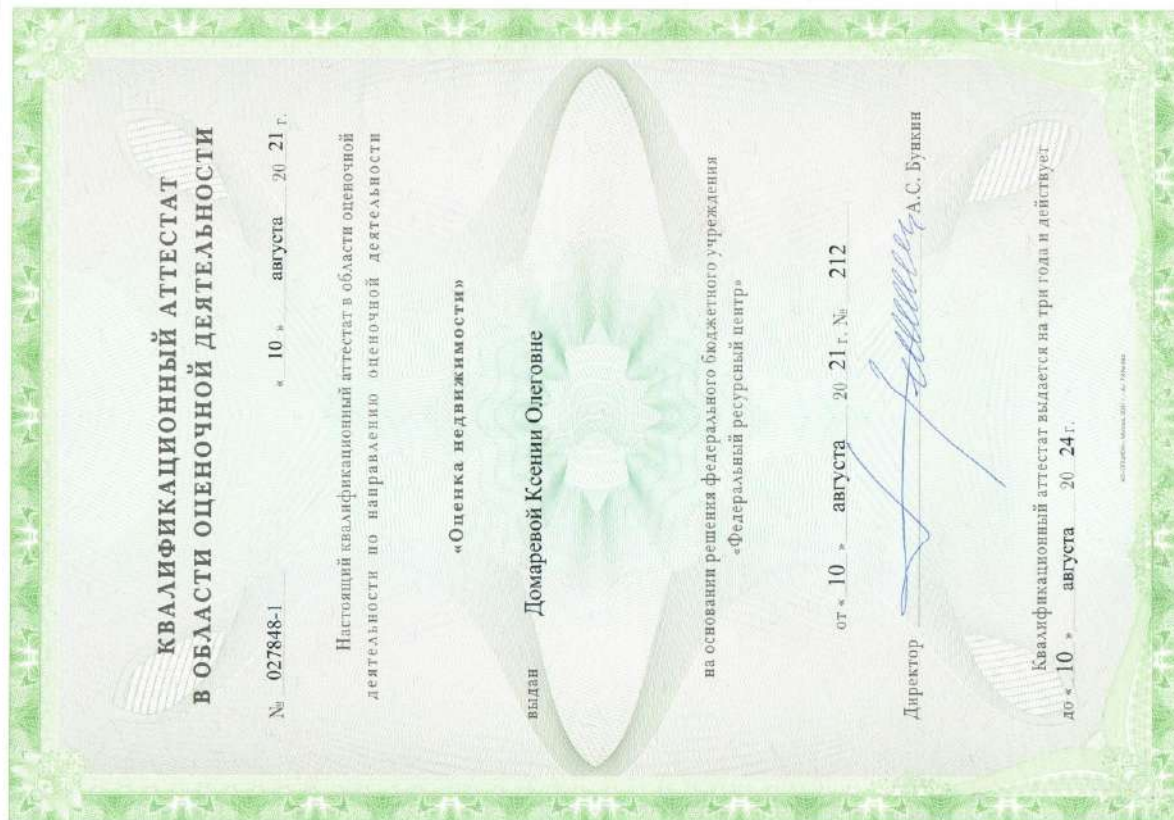 КВАЛИФИКАЦИОННЫЙ АТТЕСТАТ
В ОБЛАСТИ ОЦЕНОЧНОЙ ДЕЯТЕЛЬНОСТИ
№ 027848-1 « 10 » августа 20 21 г.
Настоящий квалификационный аттестат в области оценочной
деятельности по направлению оценочной деятельности
«Оценка недвижимости»
выдан Домаревой Ксении Олеговне
на основании решения федерального бюджетного учреждения
«Федеральный ресурсный центр»
от « 10 » августа 20 21 г. № 212
Директор А.С. Бункин
Квалификационный аттестат выдается на три года и действует
до « 10 » августа 20 24 г.